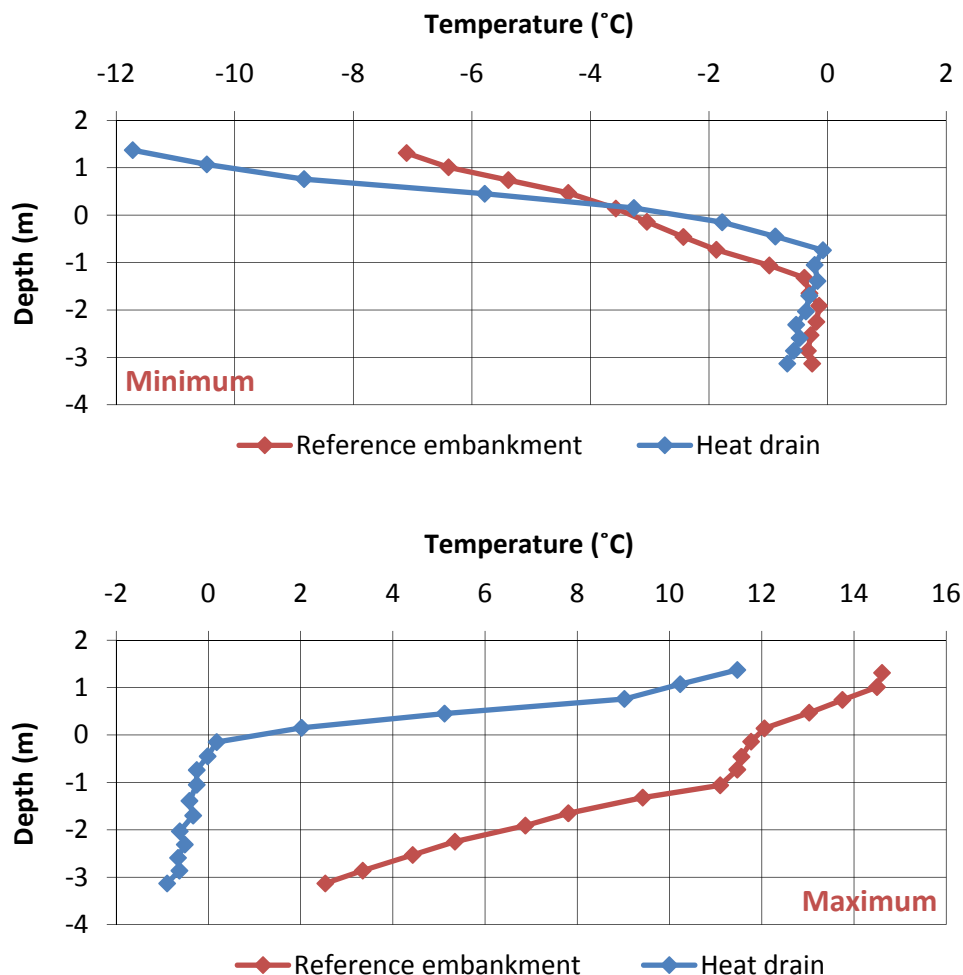 Temperature (˚C)
-12 -10 -8 -6 -4 -2 0 2
2
1
0
-1
-2
-3
-4
Depth (m)
Minimum
Reference embankment Heat drain
Temperature (˚C)
-2 0 2 4 6 8 10 12 14 16
2
1
0
-1
-2
-3
-4
Depth (m)
Maximum
Reference embankment Heat drain